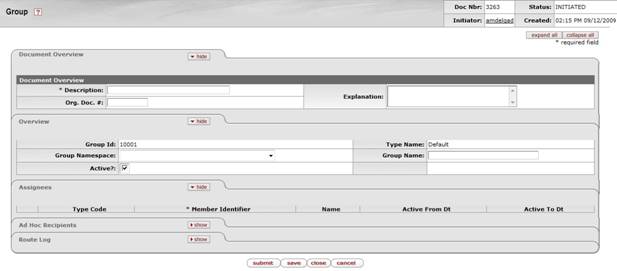 Group ?
Doc Nbr: 3263 Status: INITIATED
Initiator: amdelgad Created: 02:15 PM 09/12/2009
expand all collapse all
* required field
Document Overview hide
Document Overview
* Description: Explanation:
Org. Doc. #:
Overview hide
Group Id: 10001 Type Name: Default
Group Namespace: Group Name:
Active?:
Assignees hide
Type Code * Member Identifier Name Active From Dt Active To Dt
Ad Hoc Recipients show
Route Log show
submit save close cancel